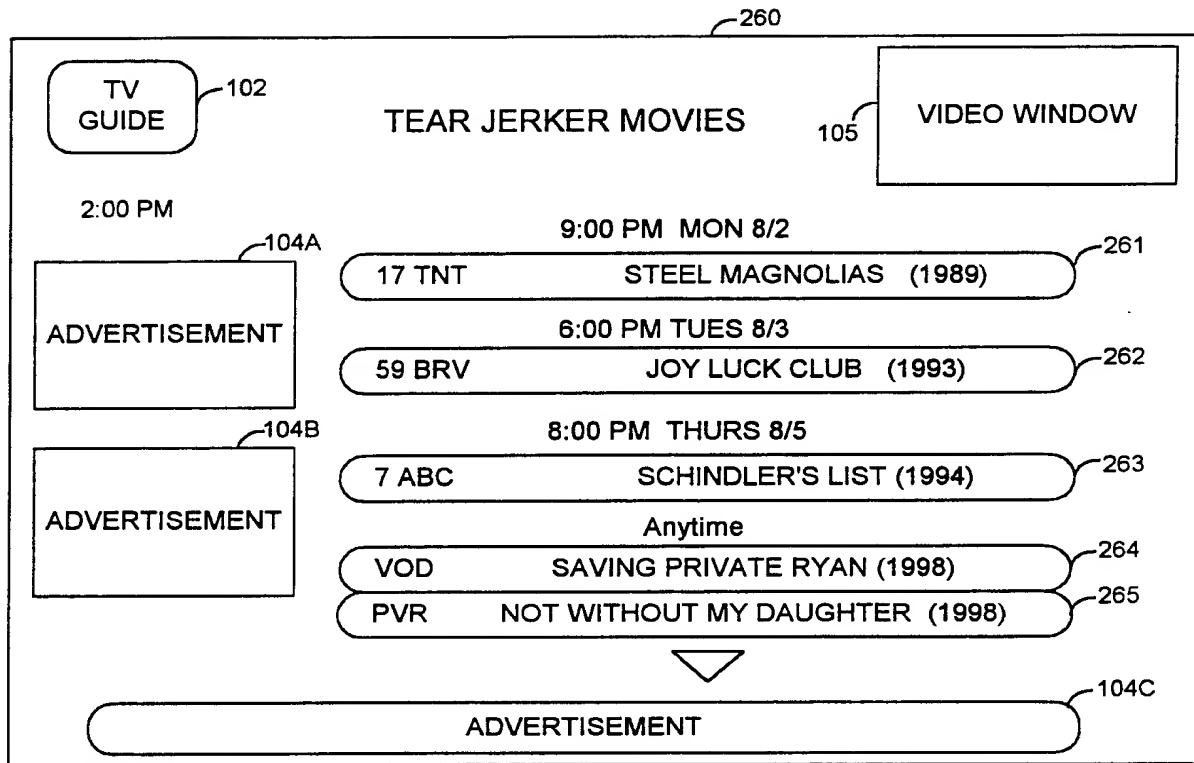 260
TV
GUIDE
102
TEAR JERKER MOVIES
105
VIDEO WINDOW
2:00 PM
104A
ADVERTISEMENT
9:00 PM MON 8/2
261
17 TNT STEEL MAGNOLIAS (1989)
6:00 PM TUES 8/3
262
59 BRV JOY LUCK CLUB (1993)
104B
ADVERTISEMENT
8:00 PM THURS 8/5
263
7 ABC SCHINDLER'S LIST (1994)
Anytime
264
VOD SAVING PRIVATE RYAN (1998)
265
PVR NOT WITHOUT MY DAUGHTER (1998)
104C
ADVERTISEMENT